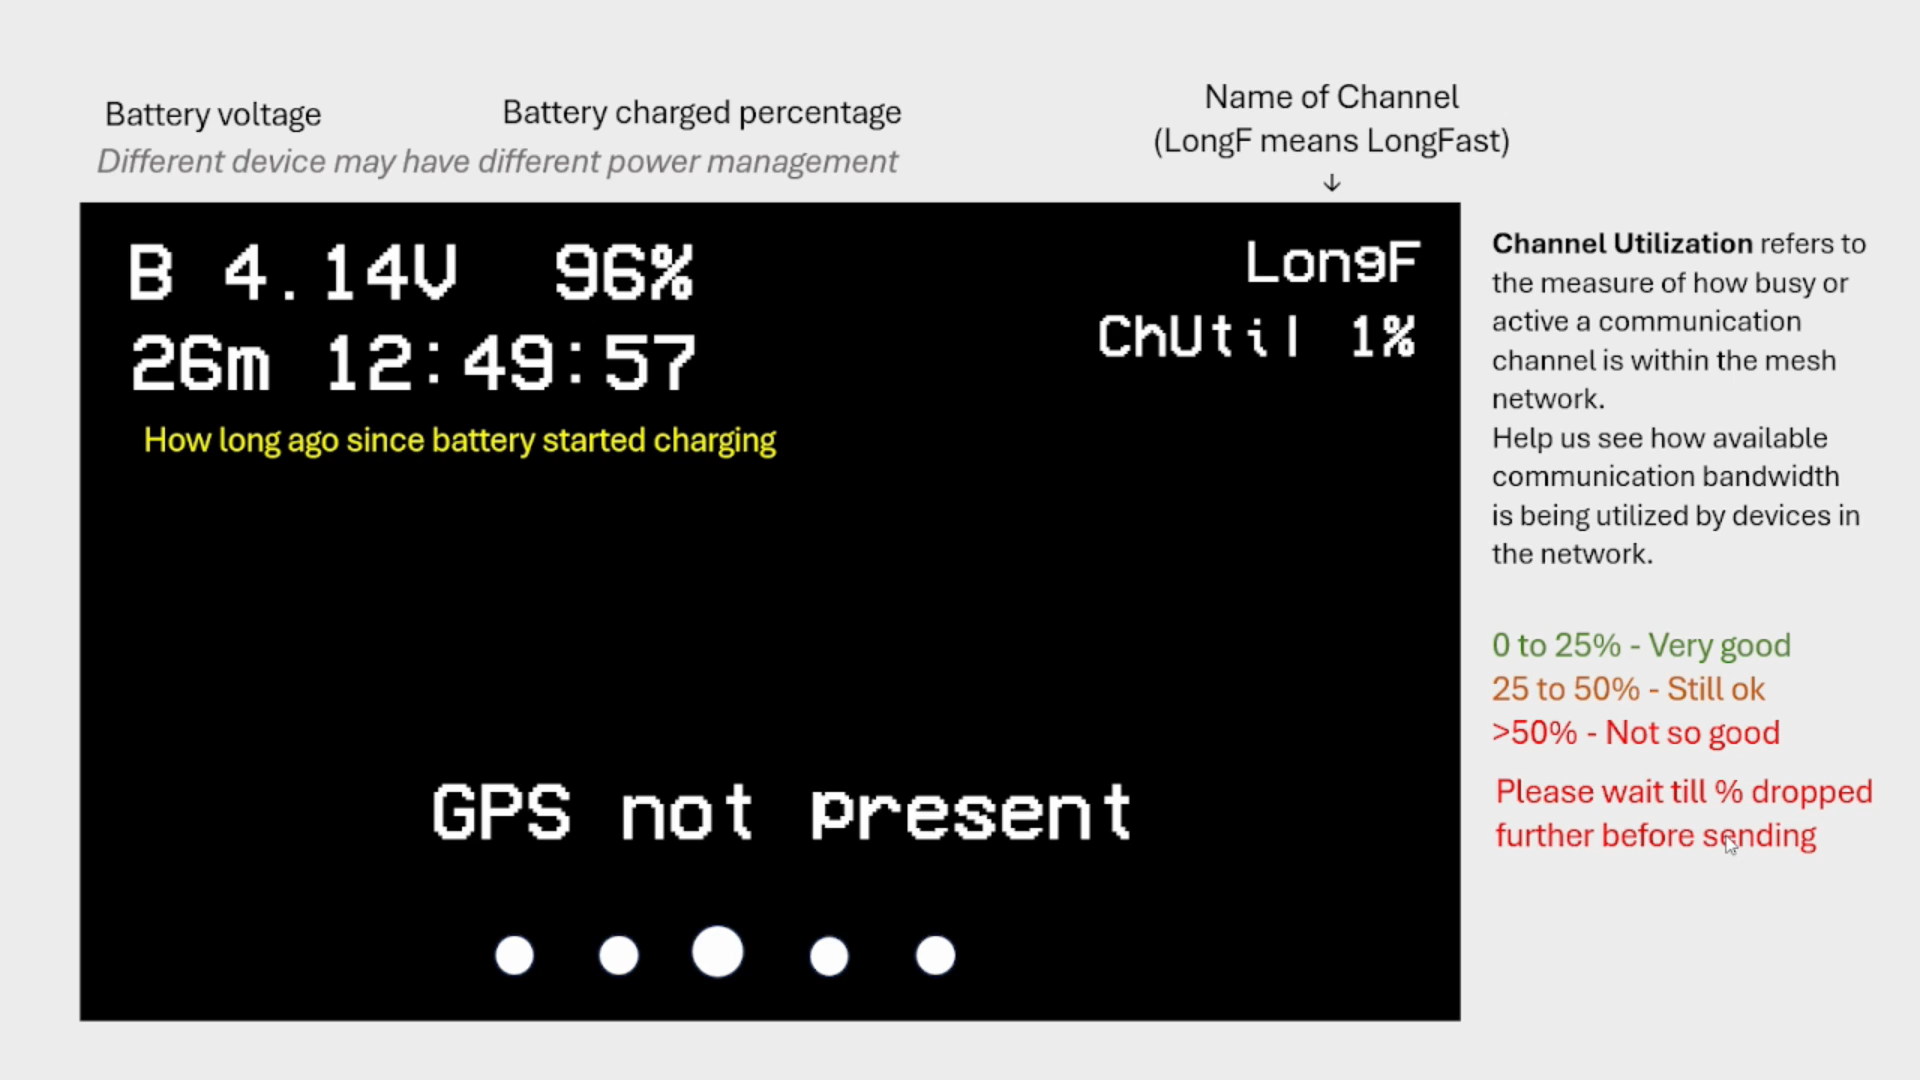 Battery voltage
Battery charged percentage
Different device may have different power management
Name of Channel
(LongF means LongFast)
↓
B 4.14V 96%
26m 12:49:57
How long ago since battery started charging
LongF
ChUtil 1%
GPS not present
Channel Utilization refers to
the measure of how busy or
active a communication
channel is within the mesh
network.
Help us see how available
communication bandwidth
is being utilized by devices in
the network.
0 to 25% - Very good
25 to 50% - Still ok
>50% - Not so good
Please wait till % dropped
further before sending